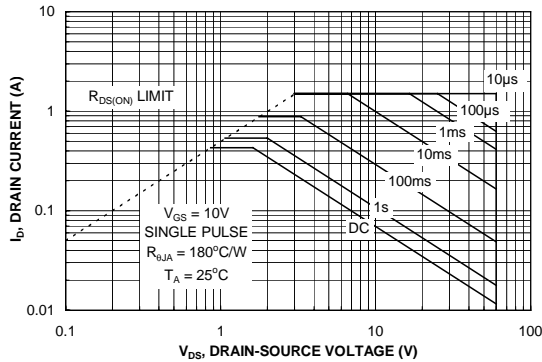 10
1
0.1
0.01
0.1
1
10
100
I_D, DRAIN CURRENT (A)
V_DS, DRAIN-SOURCE VOLTAGE (V)
R_DS(ON) LIMIT
10µs
100µs
1ms
10ms
100ms
1s
DC
V_GS = 10V
SINGLE PULSE
R_θJA = 180°C/W
T_A = 25°C